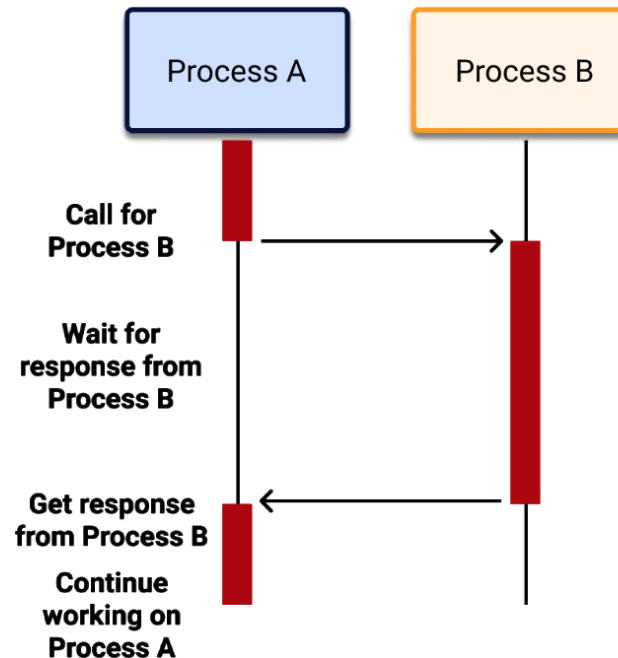 Process A
Process B
Call for
Process B
Wait for
response from
Process B
Get response
from Process B
Continue
working on
Process A